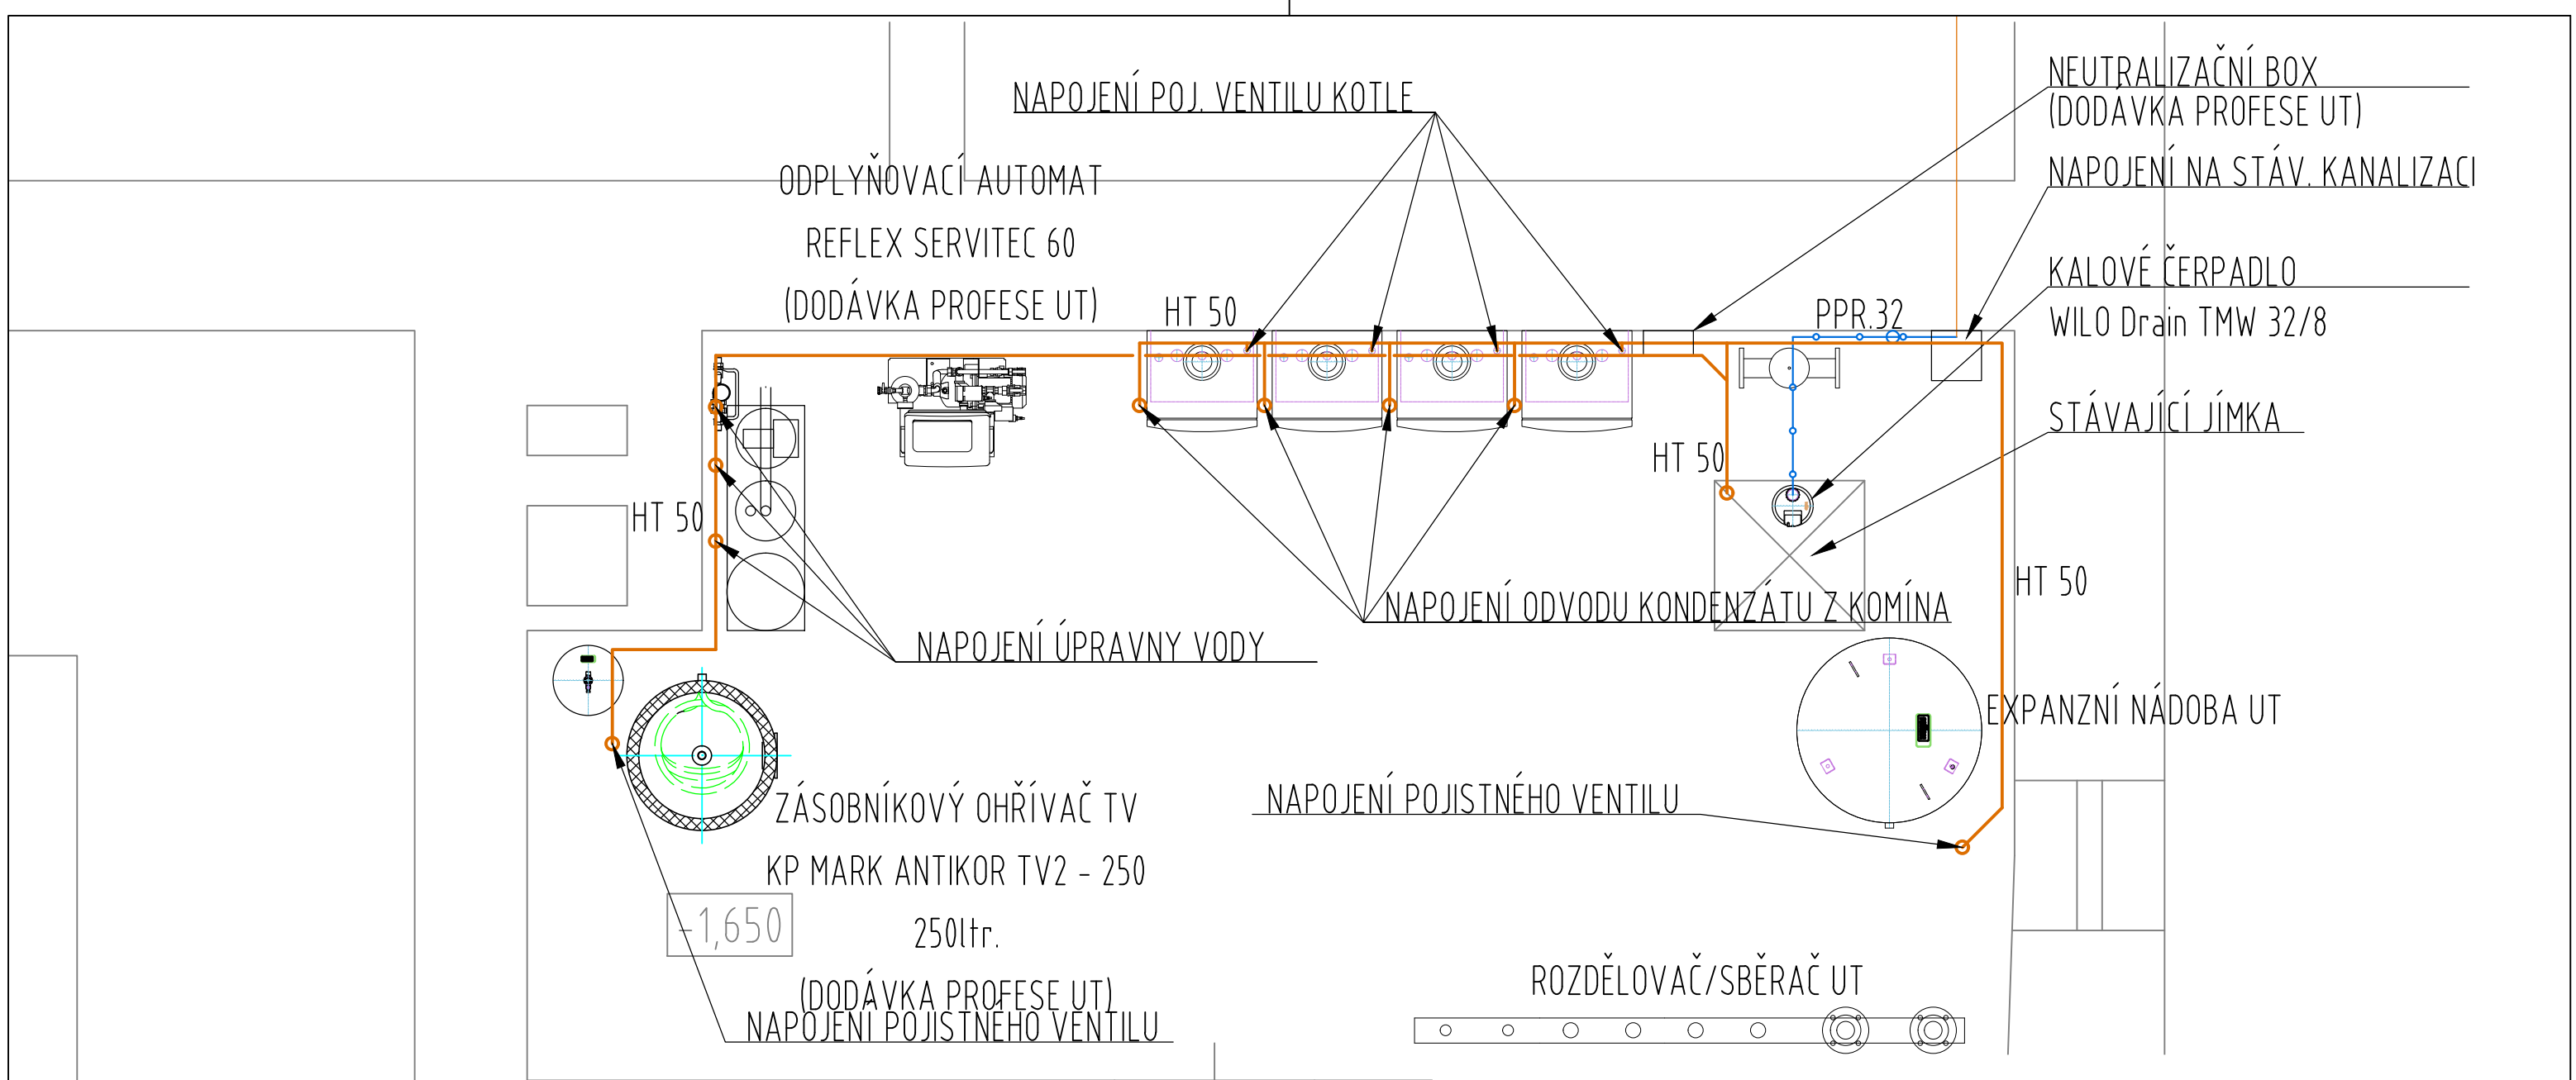 NAPOJENÍ POJ. VENTILU KOTLE
NEUTRALIZAČNÍ BOX
(DODÁVKA PROFESE UT)
NAPOJENÍ NA STÁV. KANALIZACI
ODPLYŇOVACÍ AUTOMAT
REFLEX SERVITEC 60
(DODÁVKA PROFESE UT)
HT 50
PPR.32
KALOVÉ ČERPADLO
WILO Drain TMW 32/8
STÁVAJÍCÍ JÍMKA
HT 50
HT 50
HT 50
NAPOJENÍ ODVODU KONDENZÁTU Z KOMÍNA
NAPOJENÍ ÚPRAVNY VODY
EXPANZNÍ NÁDOBA UT
NAPOJENÍ POJISTNÉHO VENTILU
ZÁSOBNÍKOVÝ OHŘÍVAČ TV
KP MARK ANTIKOR TV2 - 250
250ltr.
(DODÁVKA PROFESE UT)
-1,650
NAPOJENÍ POJISTNÉHO VENTILU
ROZDĚLOVAČ/SBĚRAČ UT